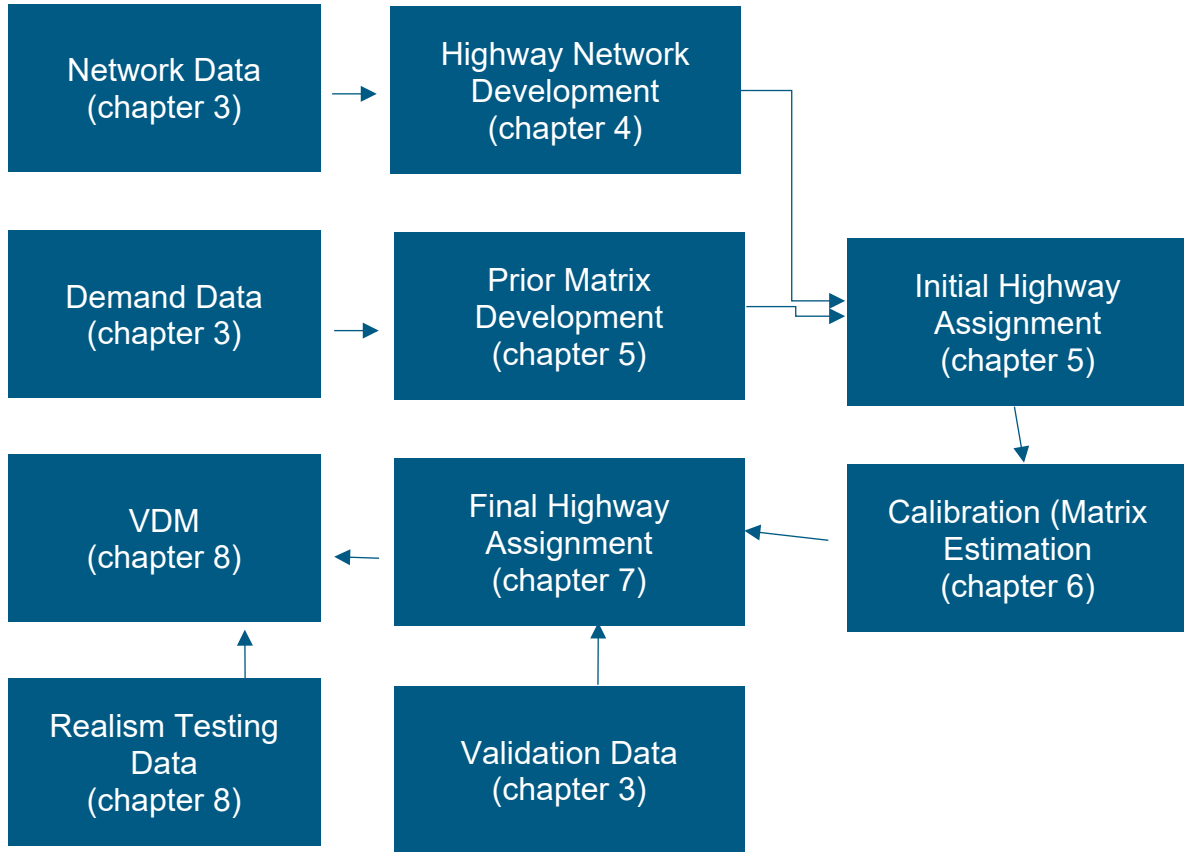 Network Data
(chapter 3)
Highway Network
Development
(chapter 4)
Demand Data
(chapter 3)
Prior Matrix
Development
(chapter 5)
Initial Highway
Assignment
(chapter 5)
VDM
(chapter 8)
Final Highway
Assignment
(chapter 7)
Calibration (Matrix
Estimation
(chapter 6)
Realism Testing
Data
(chapter 8)
Validation Data
(chapter 3)